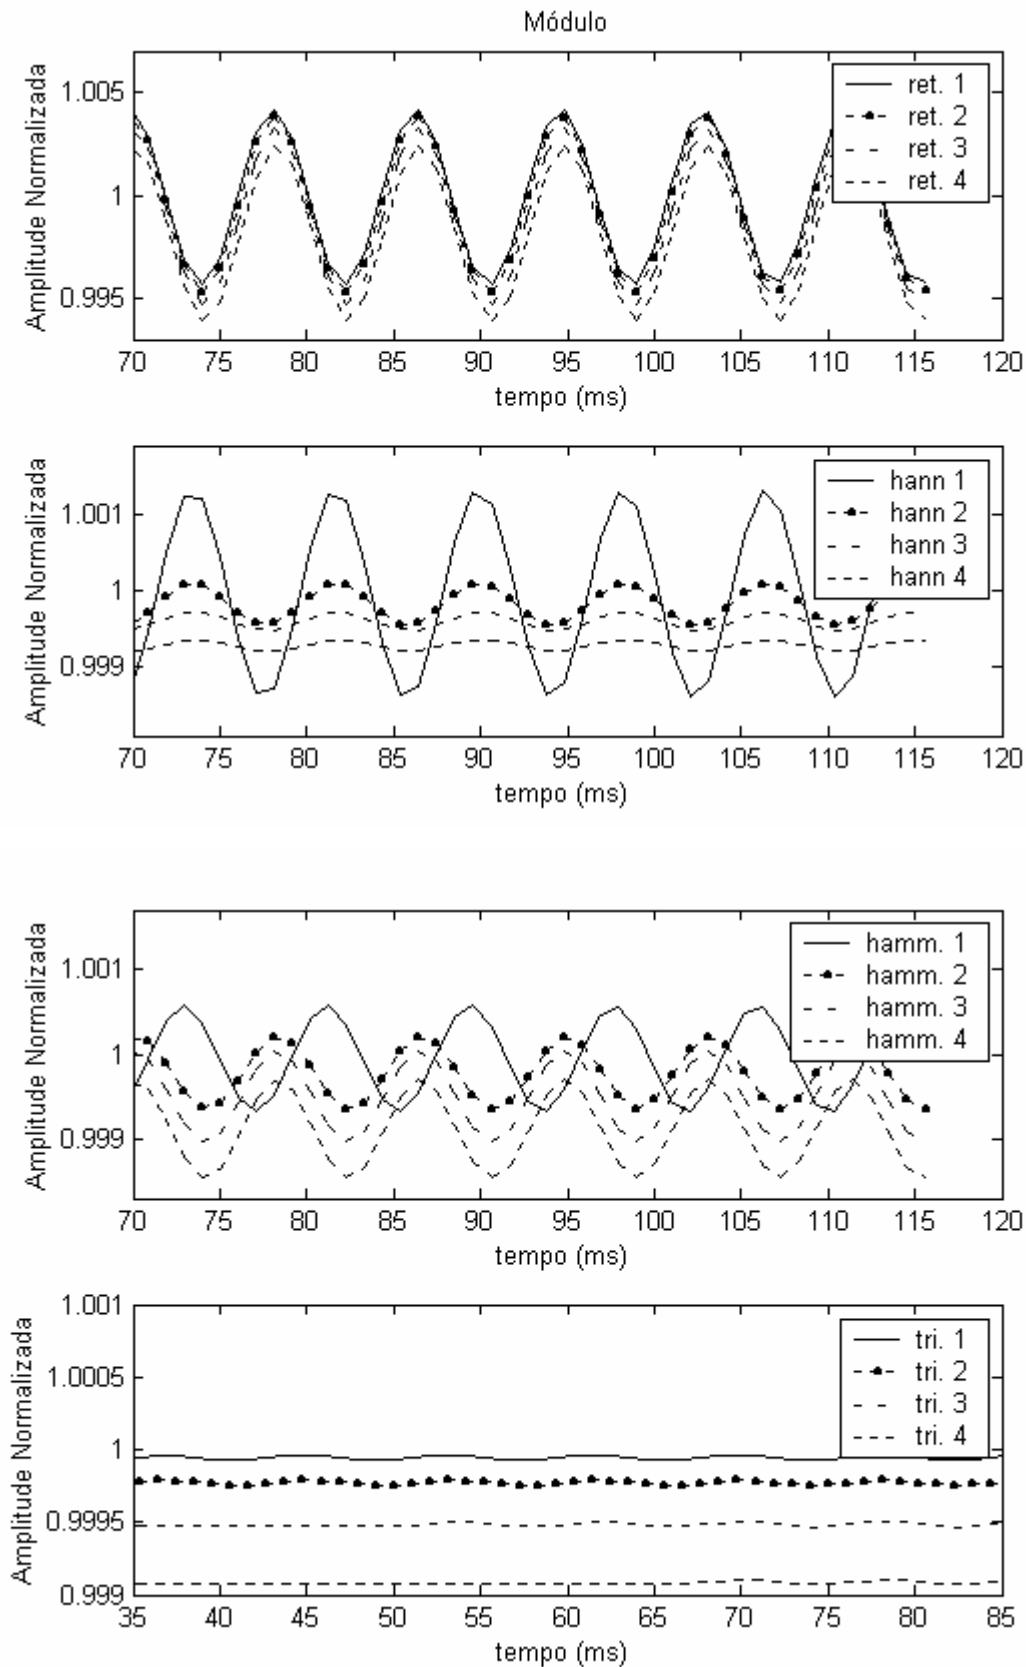 Módulo
Amplitude Normalizada
1.005
1
0.995
ret. 1
ret. 2
ret. 3
ret. 4
70 75 80 85 90 95 100 105 110 115 120
tempo (ms)
Amplitude Normalizada
1.001
1
0.999
hann 1
hann 2
hann 3
hann 4
70 75 80 85 90 95 100 105 110 115 120
tempo (ms)
Amplitude Normalizada
1.001
1
0.999
hamm. 1
hamm. 2
hamm. 3
hamm. 4
70 75 80 85 90 95 100 105 110 115 120
tempo (ms)
Amplitude Normalizada
1.001
1.0005
1
0.9995
0.999
tri. 1
tri. 2
tri. 3
tri. 4
35 40 45 50 55 60 65 70 75 80 85
tempo (ms)